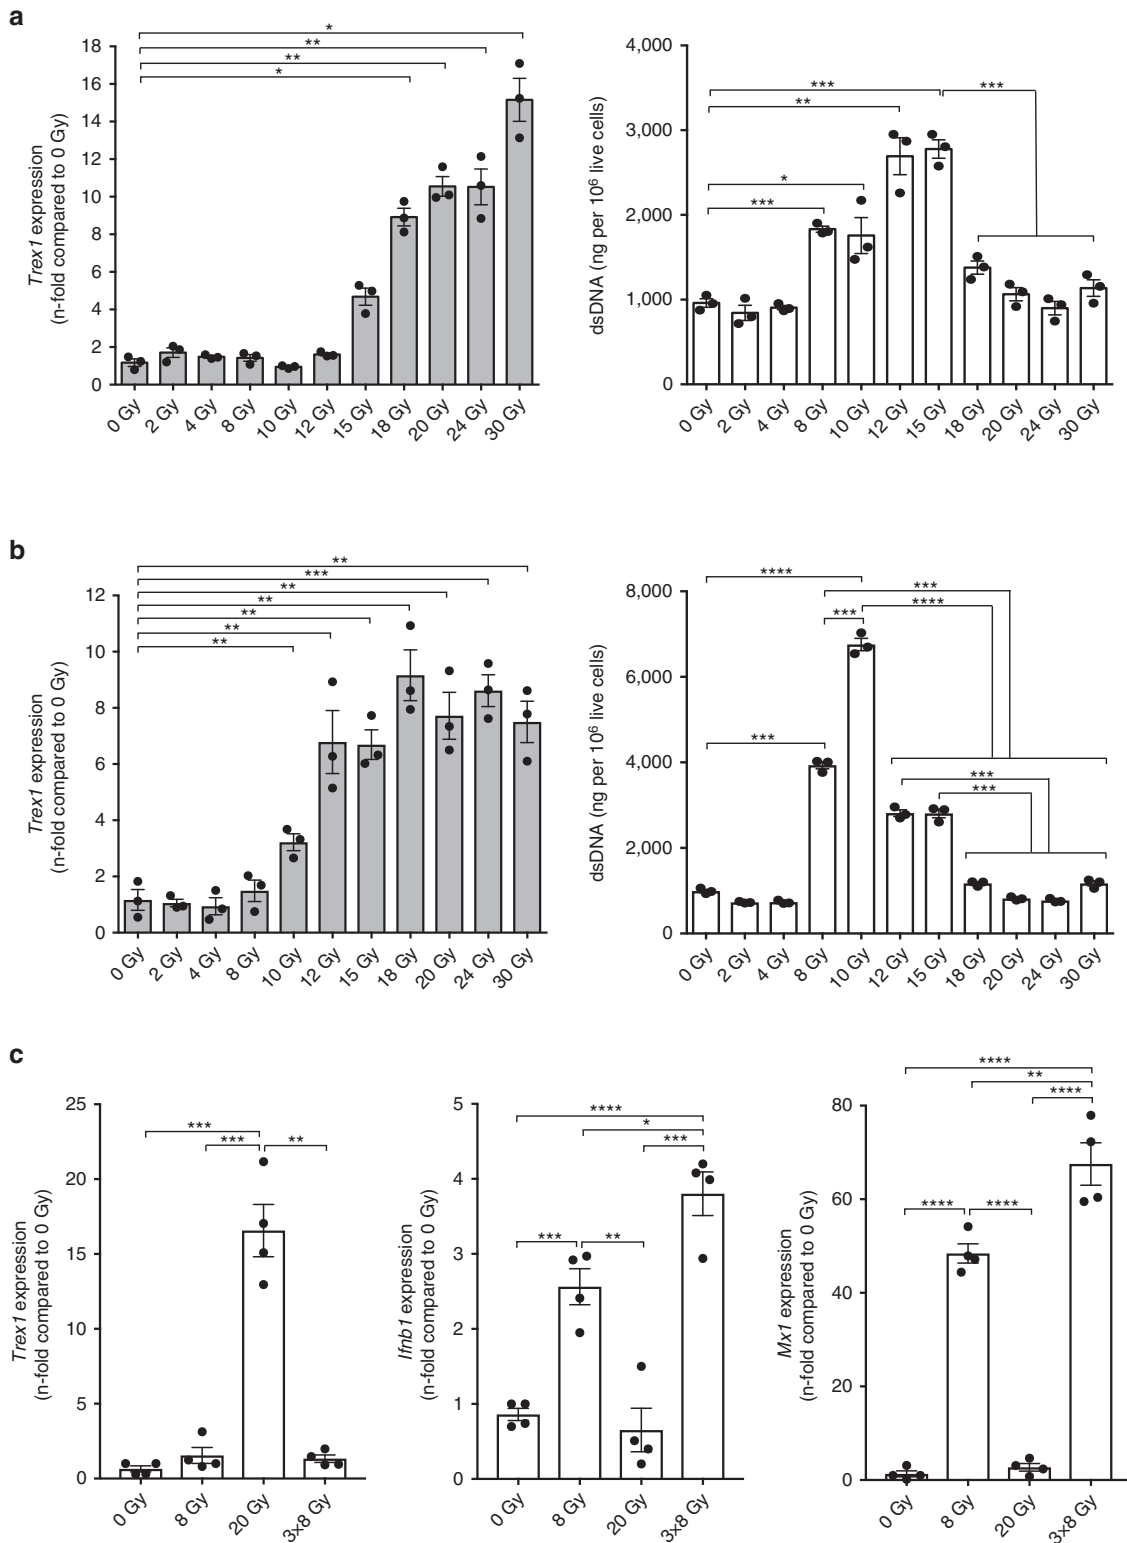 a
Trex1 expression
(n-fold compared to 0 Gy)
18
16
14
12
10
8
6
4
2
0
*
**
**
*
0 Gy
2 Gy
4 Gy
8 Gy
10 Gy
12 Gy
15 Gy
18 Gy
20 Gy
24 Gy
30 Gy
dsDNA (ng per 10⁶ live cells)
4,000
3,000
2,000
1,000
0
***
***
**
*
***
0 Gy
2 Gy
4 Gy
8 Gy
10 Gy
12 Gy
15 Gy
18 Gy
20 Gy
24 Gy
30 Gy
b
Trex1 expression
(n-fold compared to 0 Gy)
12
10
8
6
4
2
0
**
***
**
**
**
**
**
0 Gy
2 Gy
4 Gy
8 Gy
10 Gy
12 Gy
15 Gy
18 Gy
20 Gy
24 Gy
30 Gy
dsDNA (ng per 10⁶ live cells)
8,000
6,000
4,000
2,000
0
****
***
****
***
***
***
***
0 Gy
2 Gy
4 Gy
8 Gy
10 Gy
12 Gy
15 Gy
18 Gy
20 Gy
24 Gy
30 Gy
c
Trex1 expression
(n-fold compared to 0 Gy)
25
20
15
10
5
0
***
***
**
0 Gy
8 Gy
20 Gy
3×8 Gy
Ifnb1 expression
(n-fold compared to 0 Gy)
5
4
3
2
1
0
****
*
***
***
**
0 Gy
8 Gy
20 Gy
3×8 Gy
Mx1 expression
(n-fold compared to 0 Gy)
80
60
40
20
0
****
**
****
****
****
0 Gy
8 Gy
20 Gy
3×8 Gy